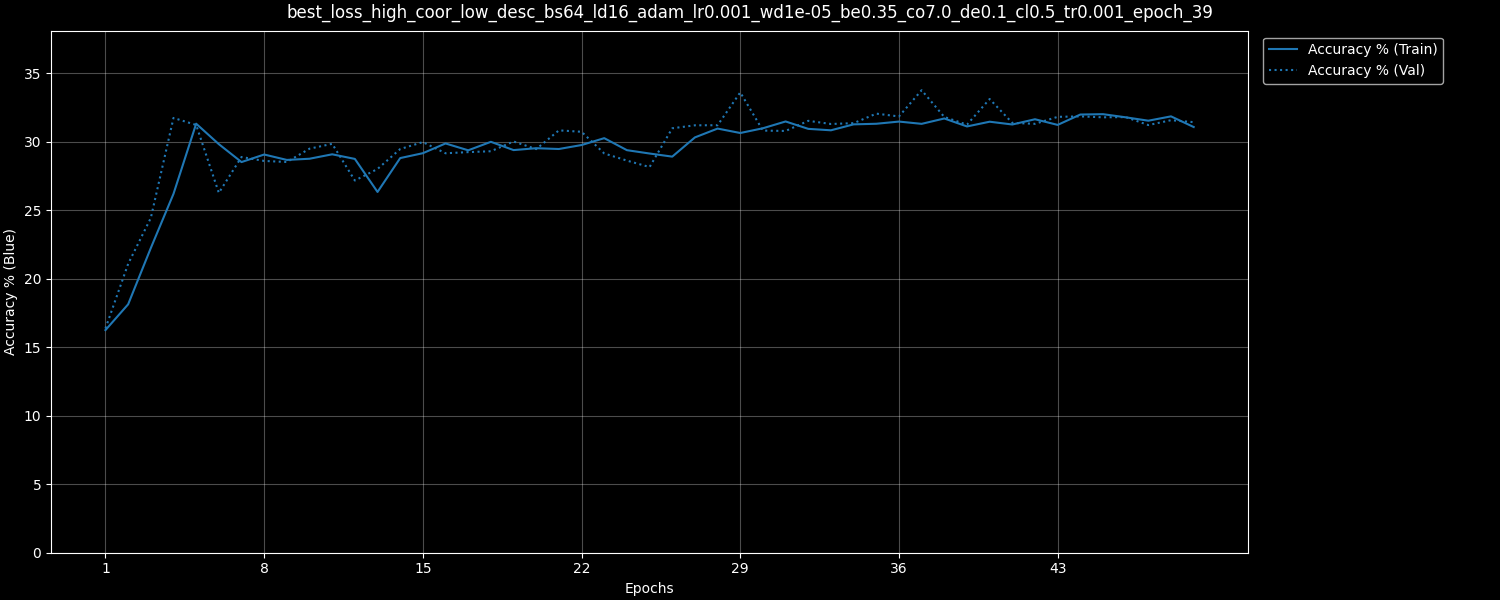 best_loss_high_coor_low_desc_bs64_ld16_adam_lr0.001_wd1e-05_be0.35_co7.0_de0.1_cl0.5_tr0.001_epoch_39
Accuracy % (Train)
Accuracy % (Val)
Accuracy % (Blue)
35
30
25
20
15
10
5
0
1 8 15 22 29 36 43
Epochs